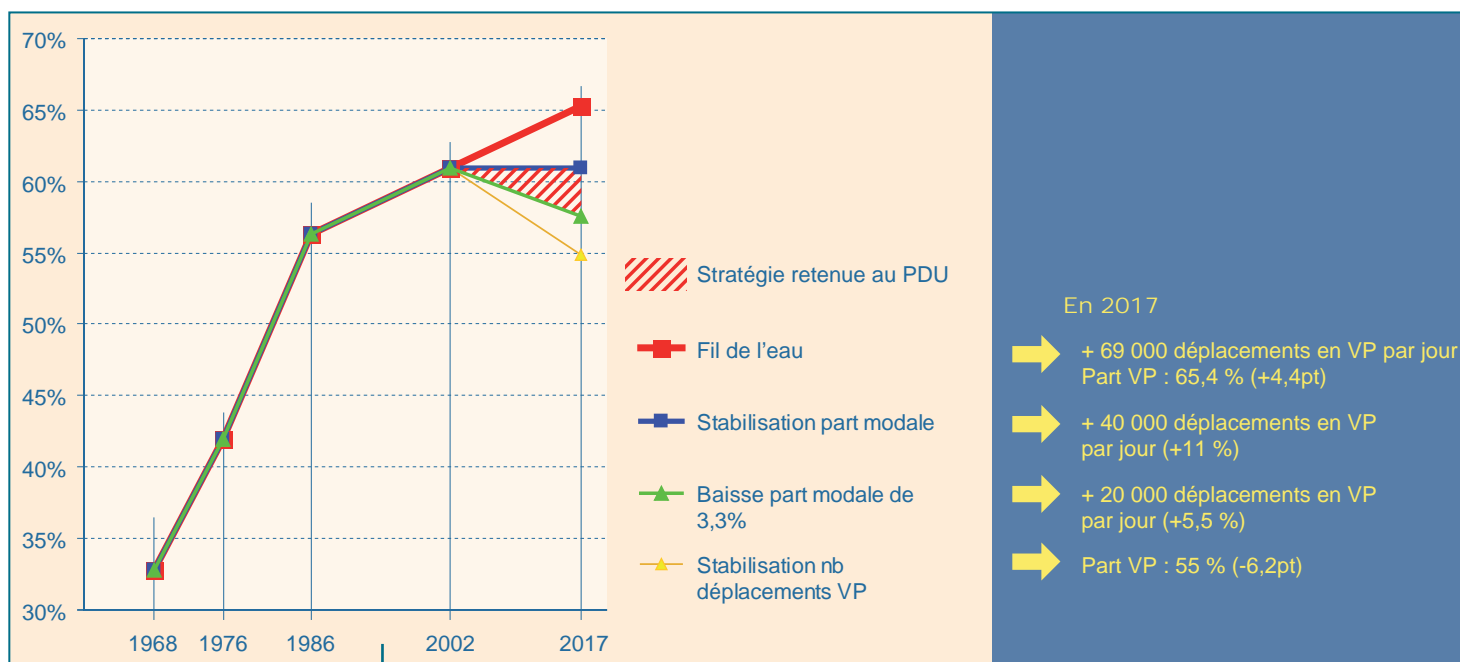 70%
65%
60%
55%
50%
45%
40%
35%
30%
1968 1976 1986 2002 2017
Stratégie retenue au PDU
Fil de l'eau
Stabilisation part modale
Baisse part modale de
3,3%
Stabilisation nb
déplacements VP
En 2017
+ 69 000 déplacements en VP par jour
Part VP : 65,4 % (+4,4pt)
+ 40 000 déplacements en VP
par jour (+11 %)
+ 20 000 déplacements en VP
par jour (+5,5 %)
Part VP : 55 % (-6,2pt)